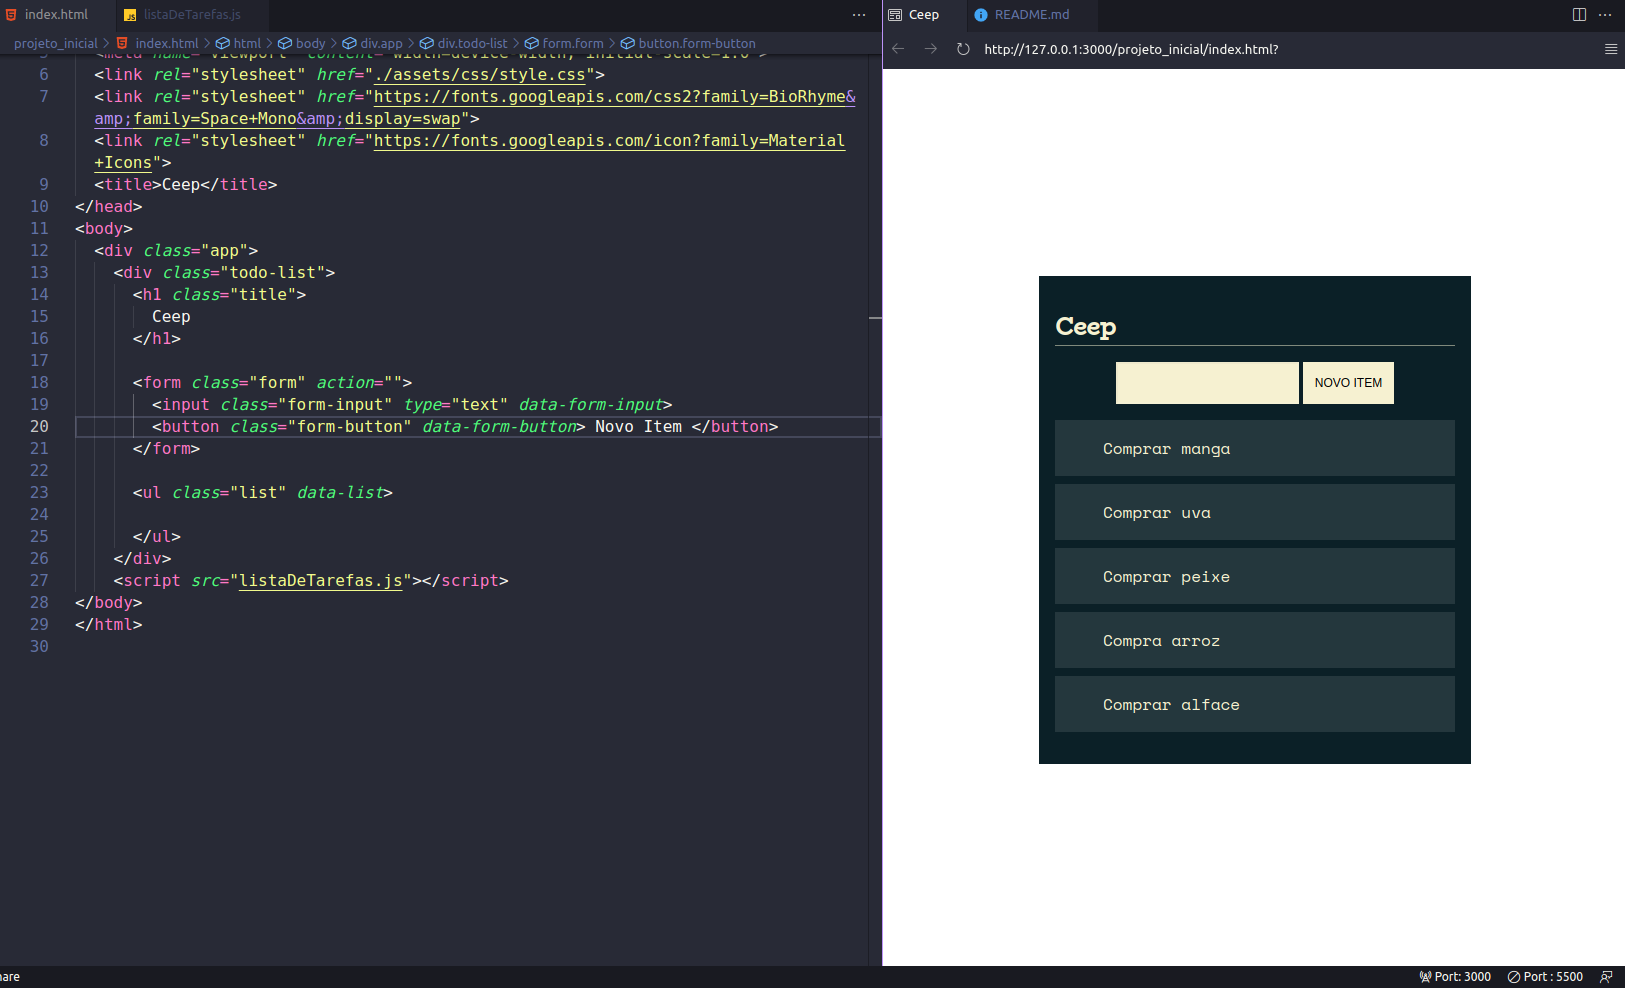 index.html
listaDeTarefas.js
projeto_inicial > index.html > html > body > div.app > div.todo-list > form.form > button.form-button
6 <link rel="stylesheet" href="./assets/css/style.css">
7 <link rel="stylesheet" href="https://fonts.googleapis.com/css2?family=BioRhyme&
amp;family=Space+Mono&amp;display=swap">
8 <link rel="stylesheet" href="https://fonts.googleapis.com/icon?family=Material
+Icons">
9 <title>Ceep</title>
10 </head>
11 <body>
12 <div class="app">
13 <div class="todo-list">
14 <h1 class="title">
15 Ceep
16 </h1>
17
18 <form class="form" action="">
19 <input class="form-input" type="text" data-form-input>
20 <button class="form-button" data-form-button> Novo Item </button>
21 </form>
22
23 <ul class="list" data-list>
24
25 </ul>
26 </div>
27 <script src="listaDeTarefas.js"></script>
28 </body>
29 </html>
30
Ceep
README.md
http://127.0.0.1:3000/projeto_inicial/index.html?
Ceep
NOVO ITEM
Comprar manga
Comprar uva
Comprar peixe
Compra arroz
Comprar alface
Port: 3000
Port : 5500